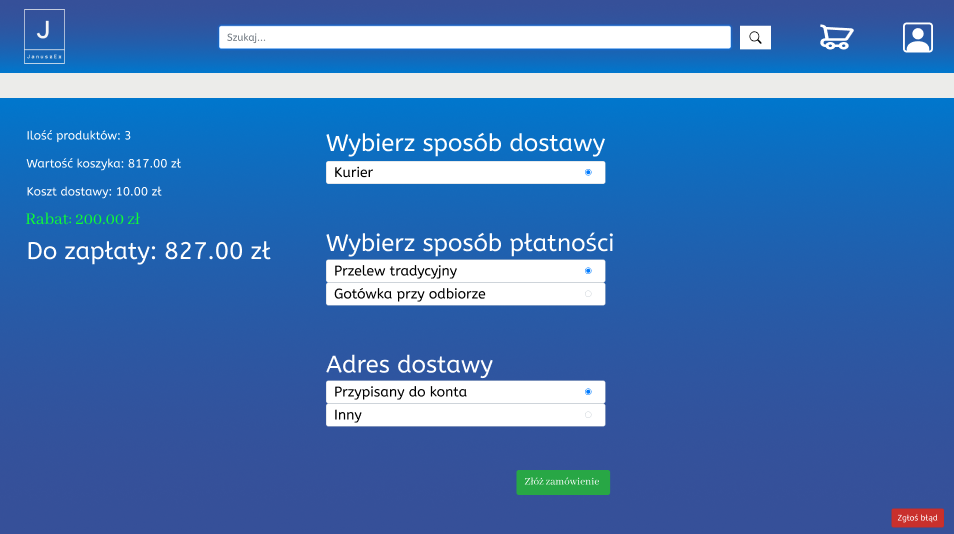 J
JanuszEx
Szukaj...
Ilość produktów: 3
Wartość koszyka: 817.00 zł
Koszt dostawy: 10.00 zł
Rabat: 200.00 zł
Do zapłaty: 827.00 zł
Wybierz sposób dostawy
Kurier
Wybierz sposób płatności
Przelew tradycyjny
Gotówka przy odbiorze
Adres dostawy
Przypisany do konta
Inny
Złóż zamówienie
Zgłoś błąd